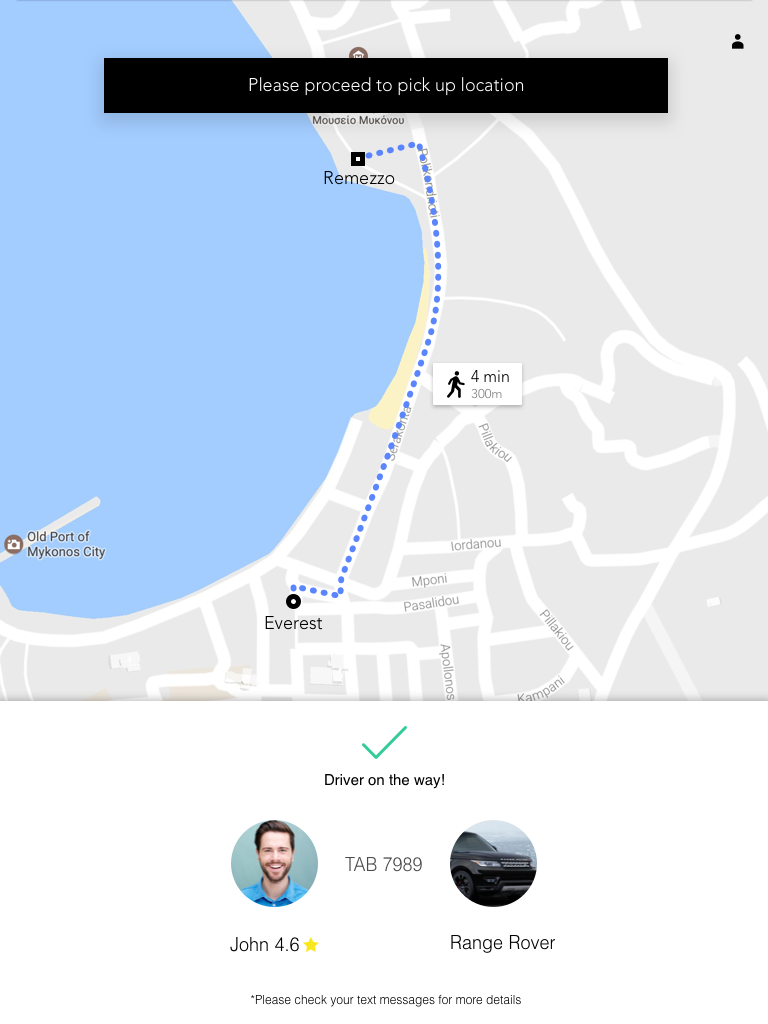 Please proceed to pick up location
Μουσείο Μυκόνου
Remezzo
Polikandrioti
4 min
300m
Serakonta
Pillakiou
Old Port of
Mykonos City
Iordanou
Mponi
Pasalidou
Everest
Pillakiou
Apollonos
Kampani
Driver on the way!
TAB 7989
John 4.6
Range Rover
*Please check your text messages for more details